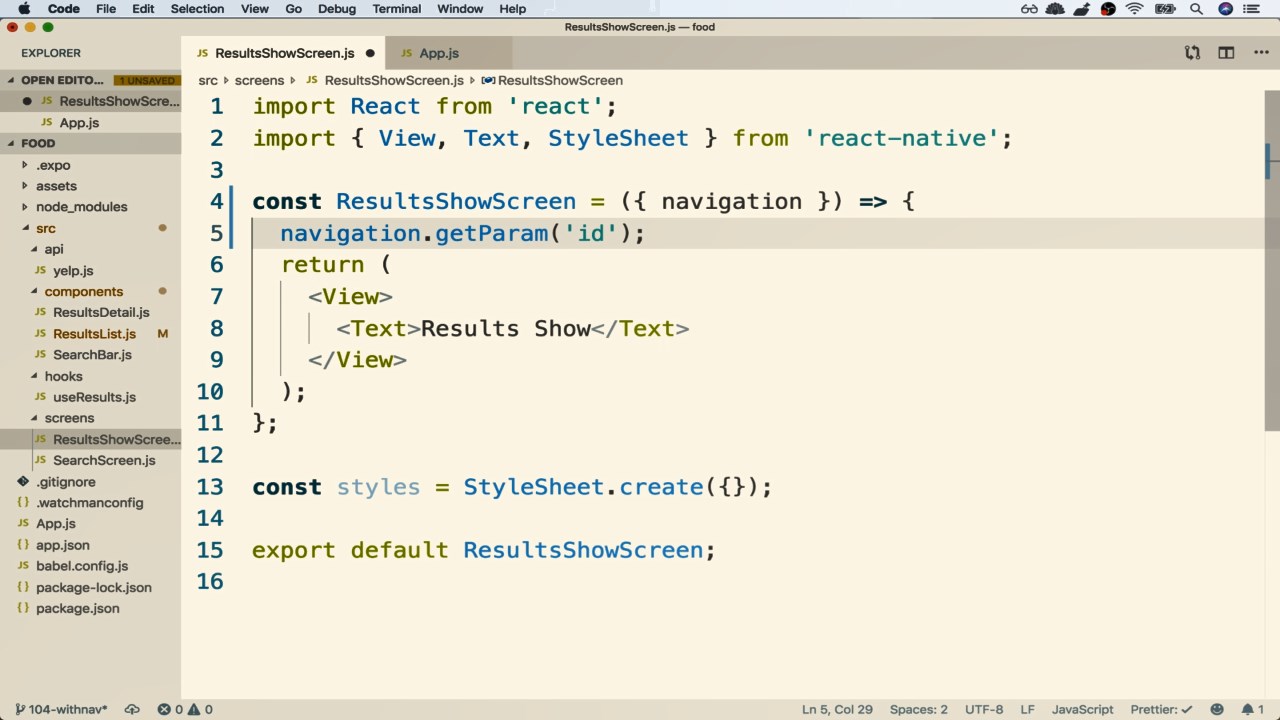 Code File Edit Selection View Go Debug Terminal Window Help
ResultsShowScreen.js — food
EXPLORER
OPEN EDITO... 1 UNSAVED
JS ResultsShowScre...
JS App.js
FOOD
.expo
assets
node_modules
src
api
JS yelp.js
components
JS ResultsDetail.js
JS ResultsList.js M
JS SearchBar.js
hooks
JS useResults.js
screens
JS ResultsShowScree...
JS SearchScreen.js
.gitignore
{} .watchmanconfig
JS App.js
{} app.json
JS babel.config.js
{} package-lock.json
{} package.json
JS ResultsShowScreen.js
JS App.js
src screens JS ResultsShowScreen.js ResultsShowScreen
1 import React from 'react';
2 import { View, Text, StyleSheet } from 'react-native';
3
4 const ResultsShowScreen = ({ navigation }) => {
5 navigation.getParam('id');
6 return (
7 <View>
8 <Text>Results Show</Text>
9 </View>
10 );
11 };
12
13 const styles = StyleSheet.create({});
14
15 export default ResultsShowScreen;
16
104-withnav* 0 0 Ln 5, Col 29 Spaces: 2 UTF-8 LF JavaScript Prettier: 1